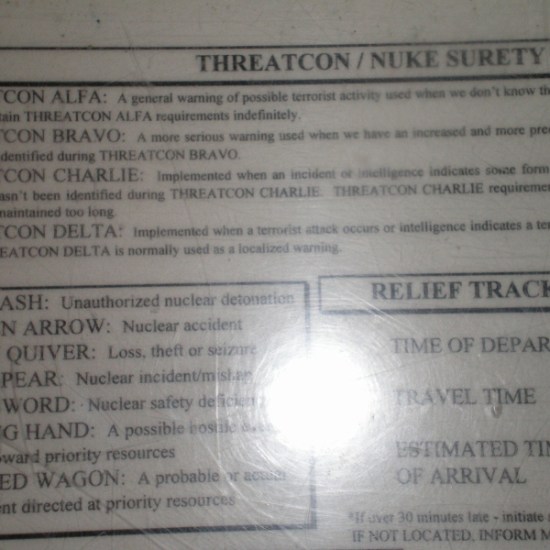 THREATCON / NUKE SURETY
TCON ALFA: A general warning of possible terrorist activity used when we don't know th
tain THREATCON ALFA requirements indefinitely.
TCON BRAVO: A more serious warning used when we have an increased and more prec
identified during THREATCON BRAVO.
TCON CHARLIE: Implemented when an incident or intelligence indicates some form
asn't been identified during THREATCON CHARLIE. THREATCON CHARLIE requireme
maintained too long.
TCON DELTA: Implemented when a terrorist attack occurs or intelligence indicates a ter
EATCON DELTA is normally used as a localized warning.
ASH: Unauthorized nuclear detonation
N ARROW: Nuclear accident
QUIVER: Loss, theft or seizure
PEAR: Nuclear incident/mishap
WORD: Nuclear safety
NG HAND: A possible hostile
oward priority resources
ED WAGON: A probable or actual
ent directed at priority resources
RELIEF TRACK
TIME OF DEPAR
TRAVEL TIME
ESTIMATED TI
OF ARRIVAL
*If over 30 minutes late - initiate
IF NOT LOCATED, INFORM M